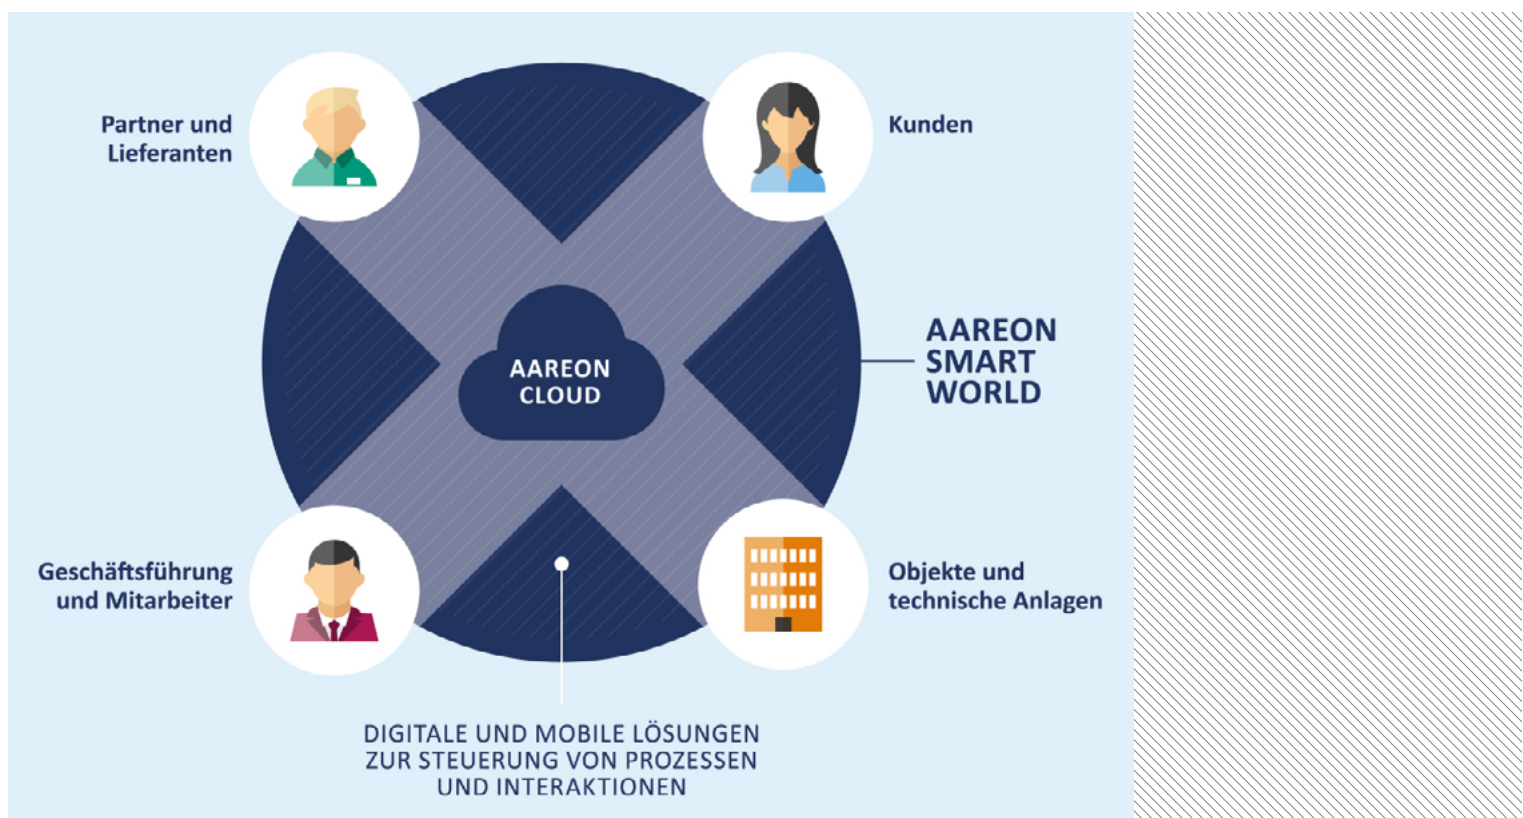 Partner und
Lieferanten
Kunden
AAREON
SMART
WORLD
AAREON
CLOUD
Geschäftsführung
und Mitarbeiter
Objekte und
technische Anlagen
DIGITALE UND MOBILE LÖSUNGEN
ZUR STEUERUNG VON PROZESSEN
UND INTERAKTIONEN